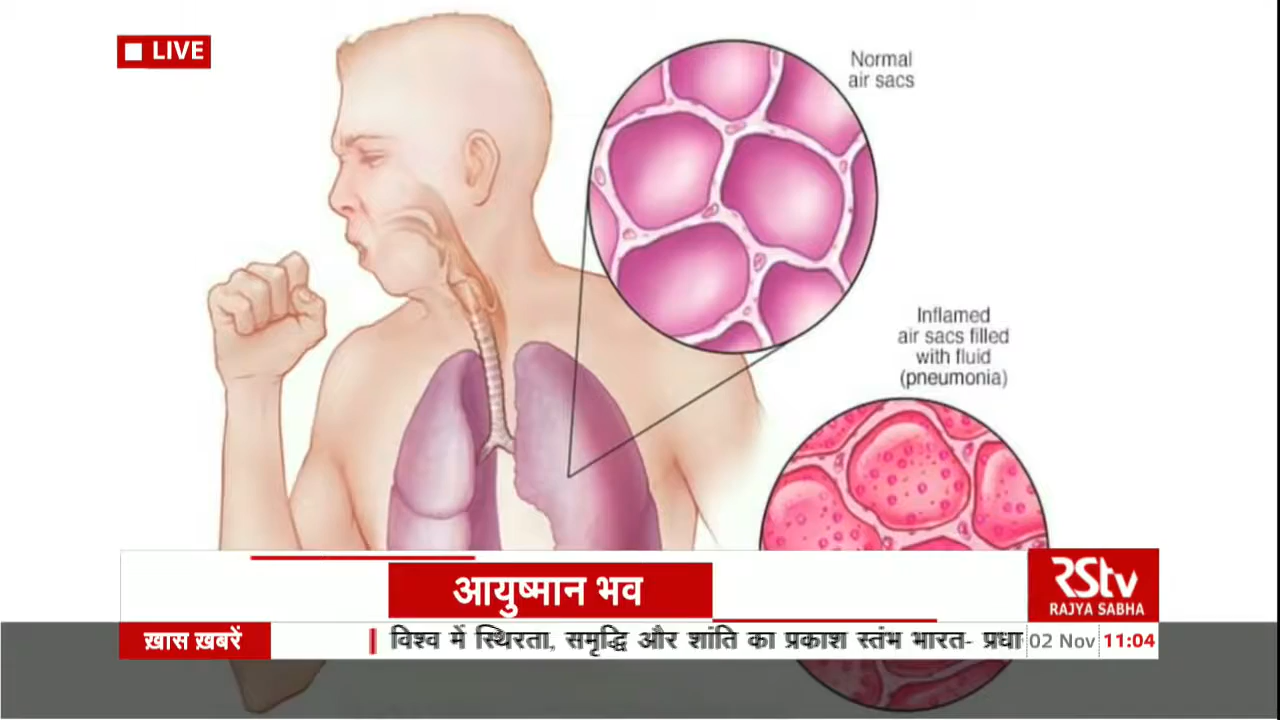 LIVE
Normal
air sacs
Inflamed
air sacs filled
with fluid
(pneumonia)
आयुष्मान भव
RStv
RAJYA SABHA
ख़ास ख़बरें
विश्व में स्थिरता, समृद्धि और शांति का प्रकाश स्तंभ भारत- प्रधा
02 Nov 11:04